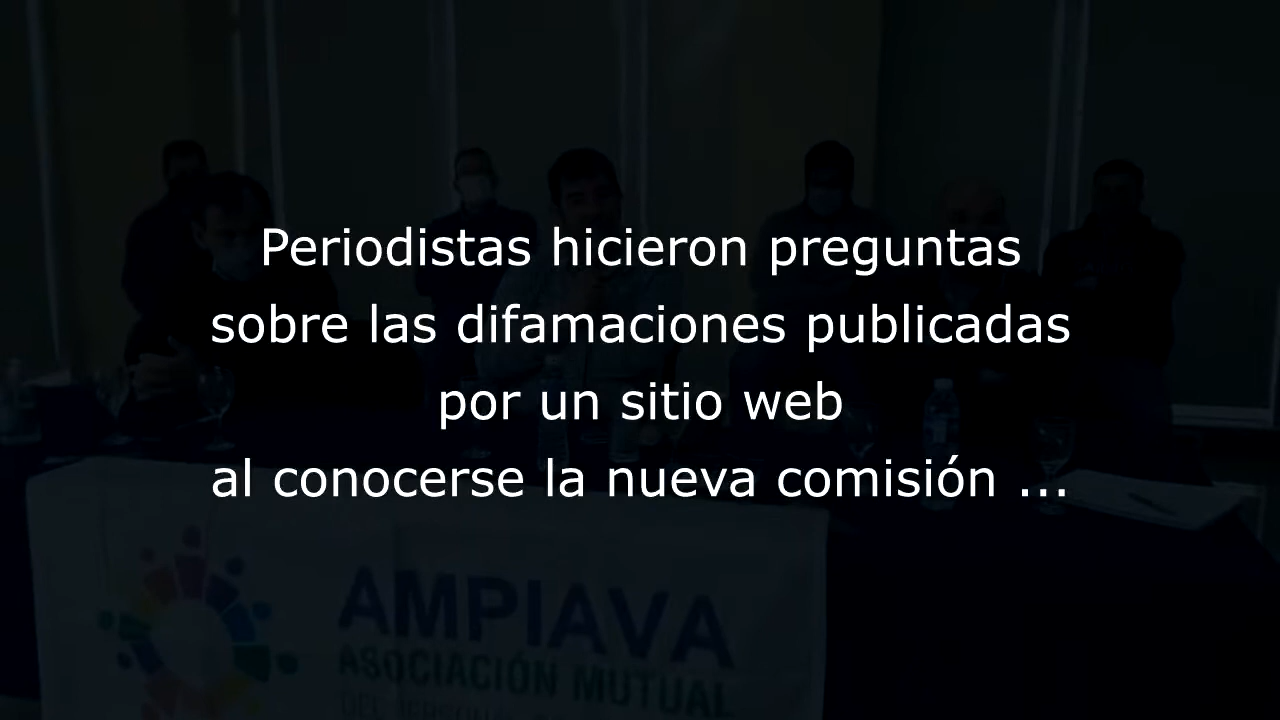 Periodistas hicieron preguntas
sobre las difamaciones publicadas
por un sitio web
al conocerse la nueva comisión ...
AMPIAVA
ASOCIACIÓN MUTUAL